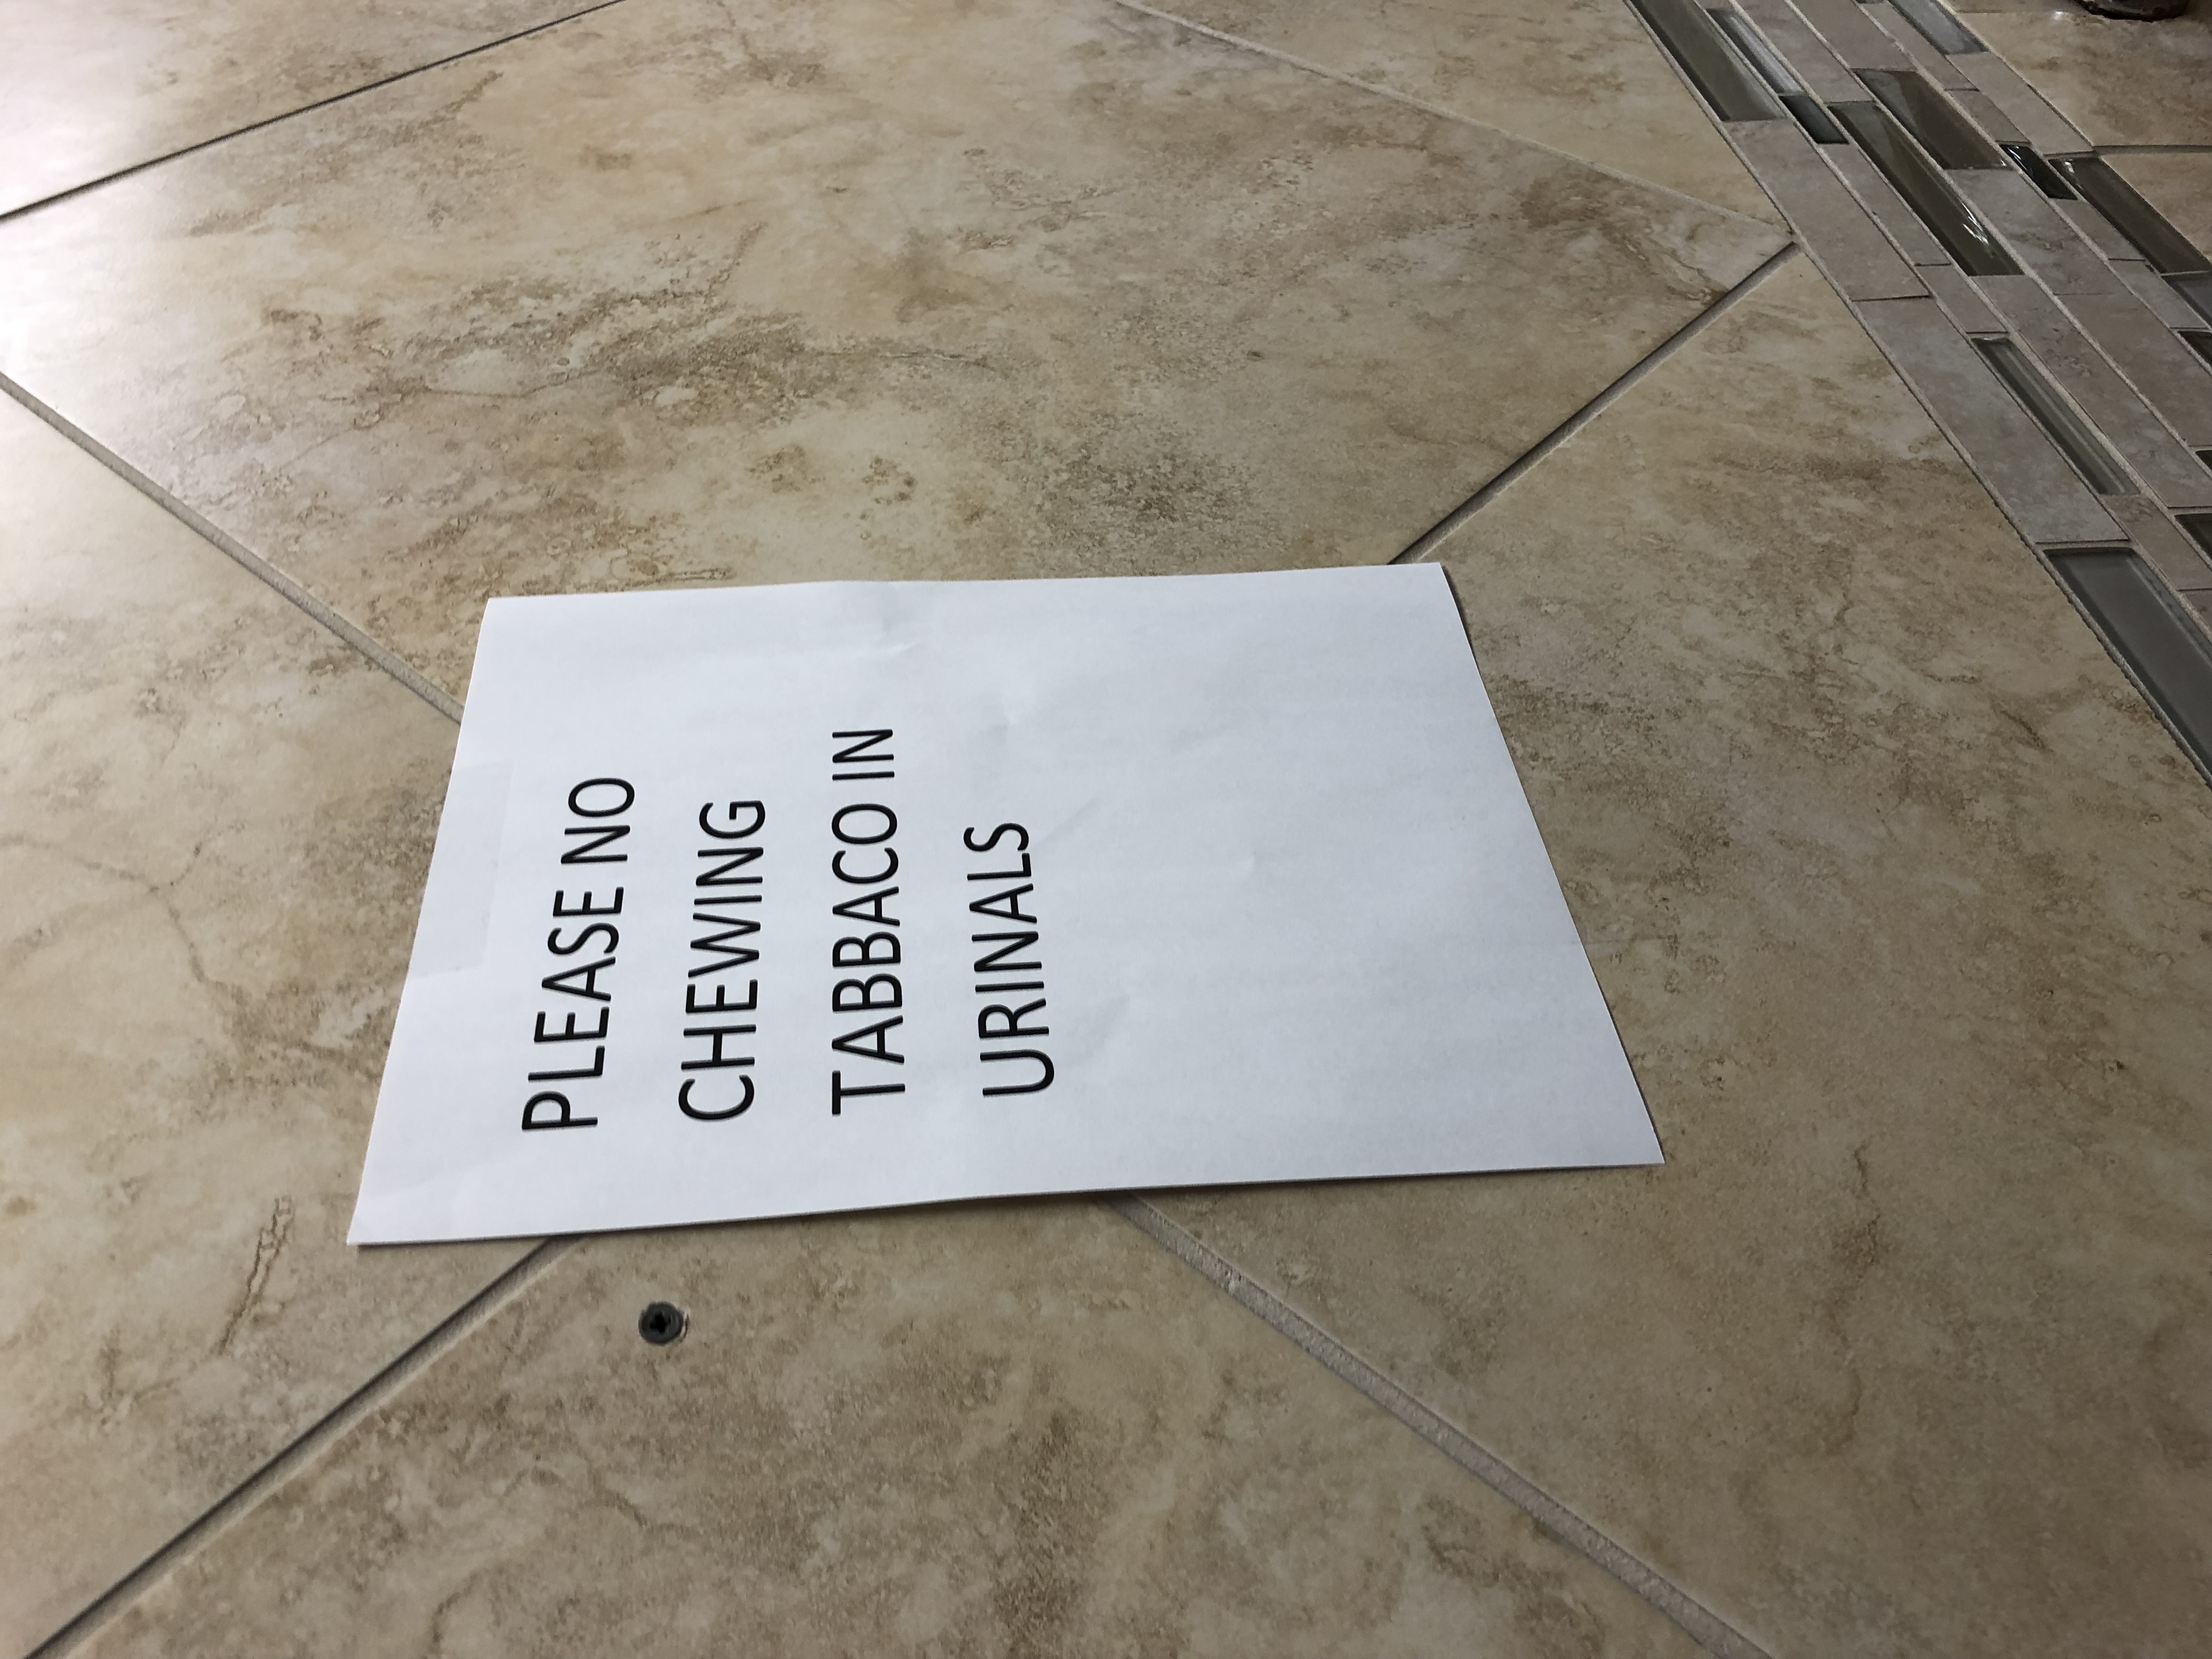 PLEASE NO
CHEWING
TABBACO IN
URINALS